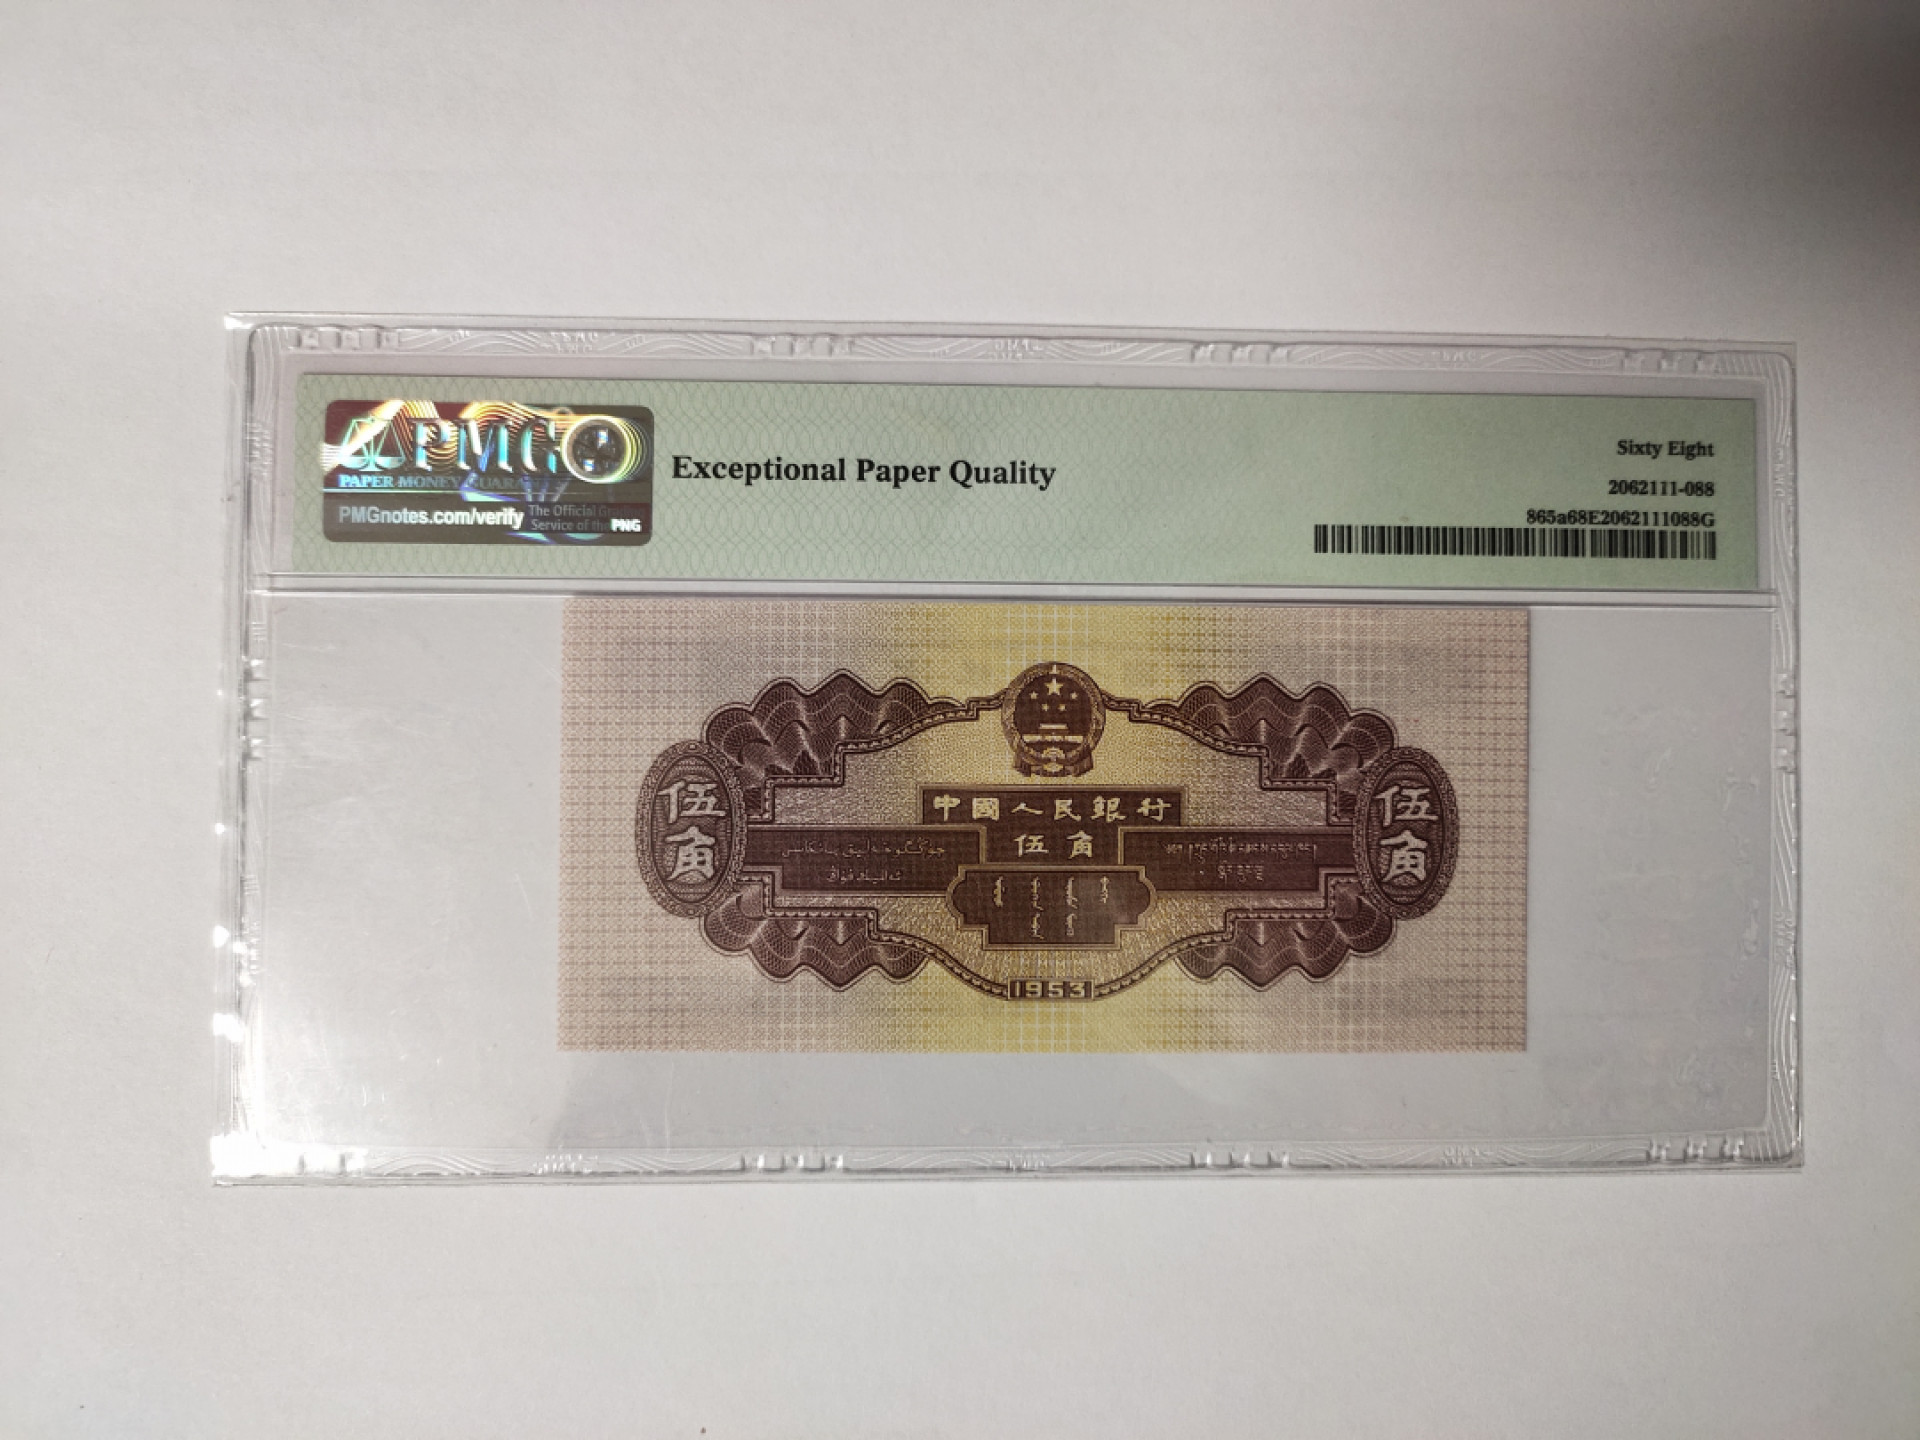 PMG
PAPER MONEY GUARAN
PMGnotes.com/verify
The Official Grading
Service of the PNG
Exceptional Paper Quality
Sixty Eight
2062111-088
865a68E2062111088G
中國人民銀行
伍角
伍角
伍角
1953